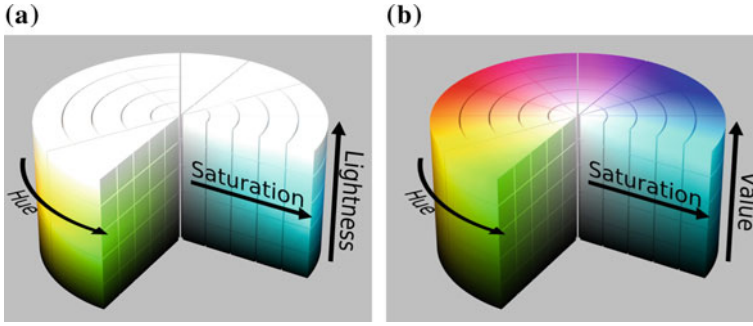 (a)
Hue
Saturation
Lightness
(b)
Hue
Saturation
Value